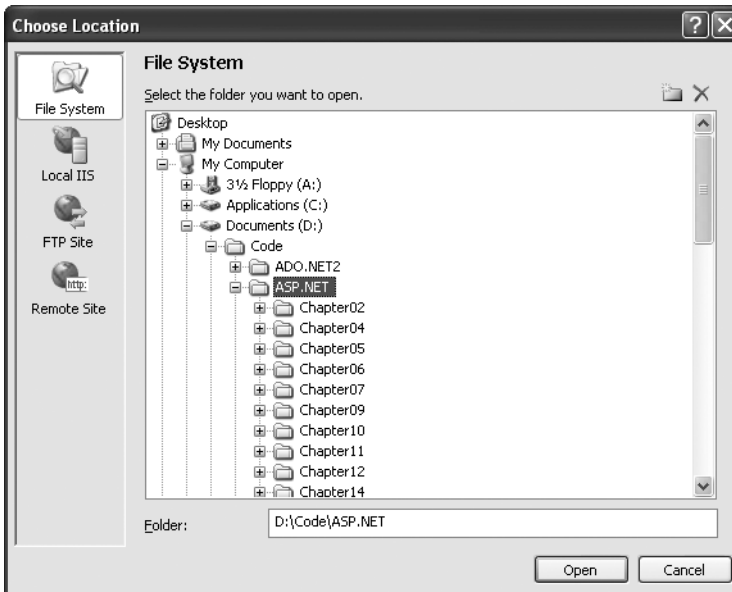 Choose Location
File System
Local IIS
FTP Site
http:
Remote Site
File System
Select the folder you want to open.
Desktop
My Documents
My Computer
3½ Floppy (A:)
Applications (C:)
Documents (D:)
Code
ADO.NET2
ASP.NET
Chapter02
Chapter04
Chapter05
Chapter06
Chapter07
Chapter09
Chapter10
Chapter11
Chapter12
Chapter14
Folder: D:\Code\ASP.NET
Open Cancel